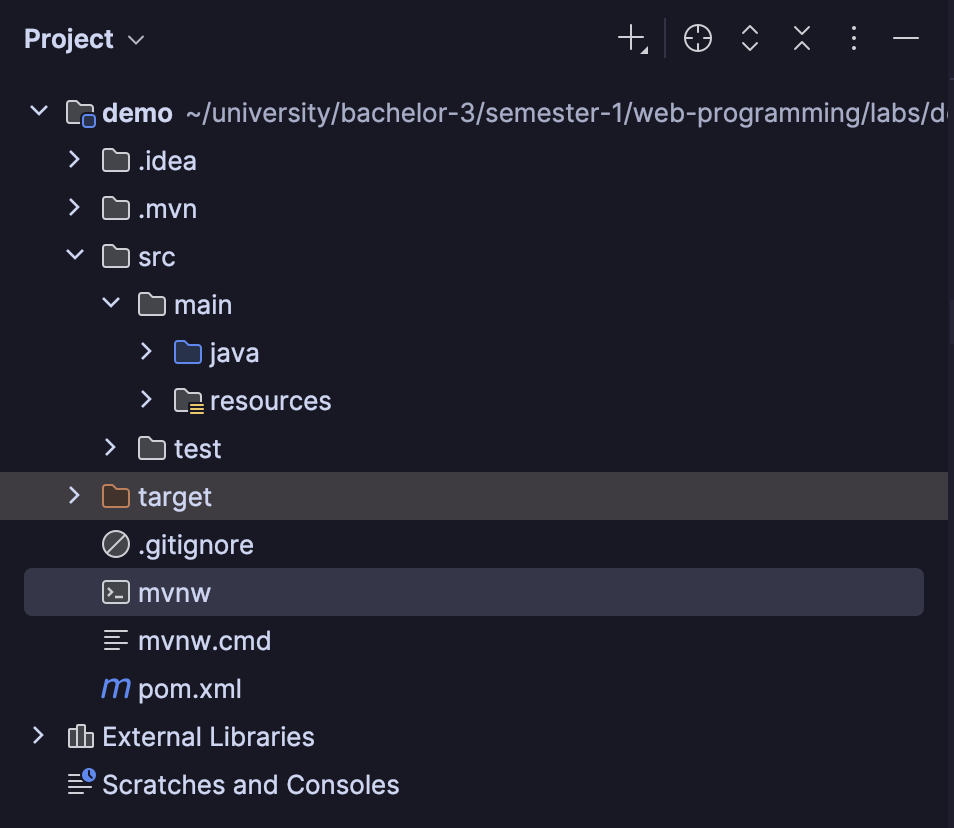 Project
demo ~/university/bachelor-3/semester-1/web-programming/labs/d
.idea
.mvn
src
main
java
resources
test
target
.gitignore
mvnw
mvnw.cmd
m pom.xml
External Libraries
Scratches and Consoles